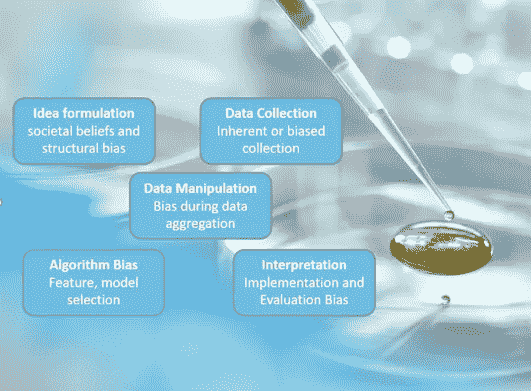 Idea formulation
societal beliefs and
structural bias
Data Collection
Inherent or biased
collection
Data Manipulation
Bias during data
aggregation
Algorithm Bias
Feature, model
selection
Interpretation
Implementation and
Evaluation Bias